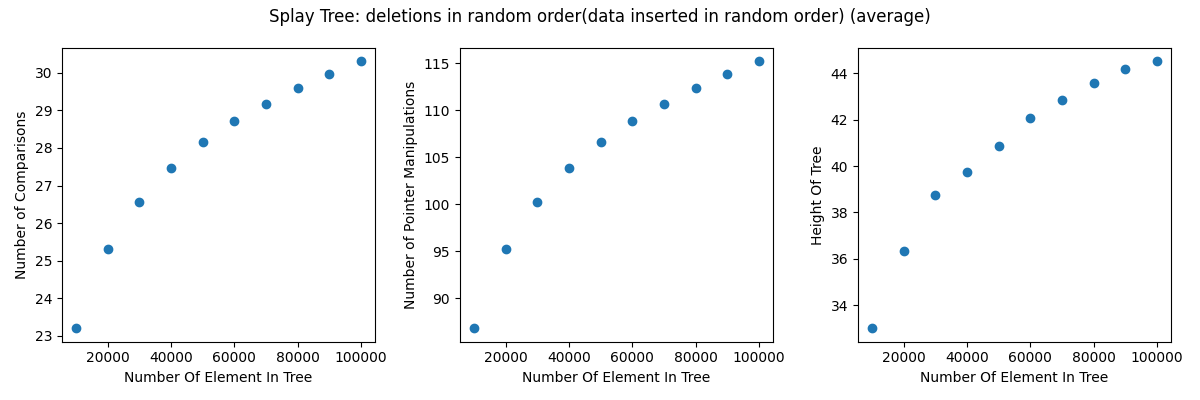 Splay Tree: deletions in random order(data inserted in random order) (average)
Number of Comparisons
30
29
28
27
26
25
24
23
20000 40000 60000 80000 100000
Number Of Element In Tree
Number of Pointer Manipulations
115
110
105
100
95
90
20000 40000 60000 80000 100000
Number Of Element In Tree
Height Of Tree
44
42
40
38
36
34
20000 40000 60000 80000 100000
Number Of Element In Tree